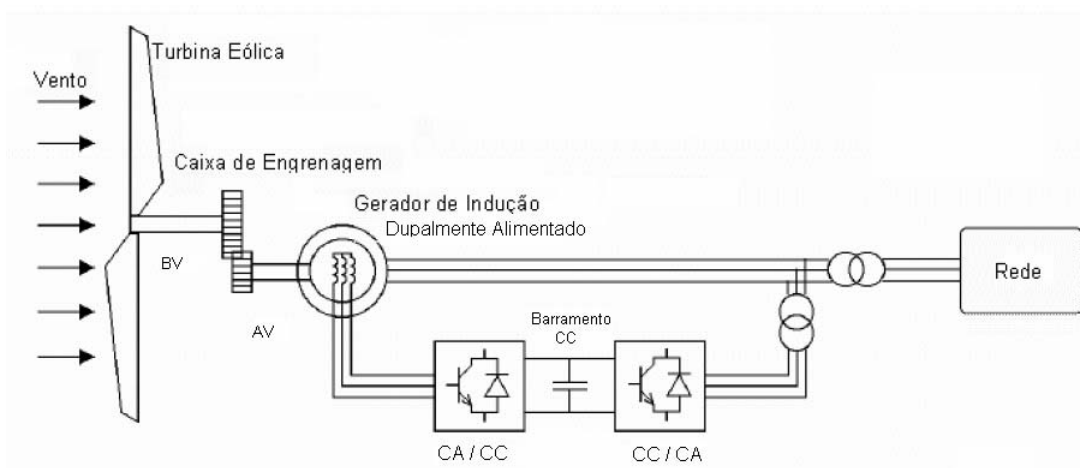 Turbina Eólica
Vento
Caixa de Engrenagem
Gerador de Indução
Dupalmente Alimentado
BV
AV
Rede
Barramento
CC
CA / CC
CC / CA